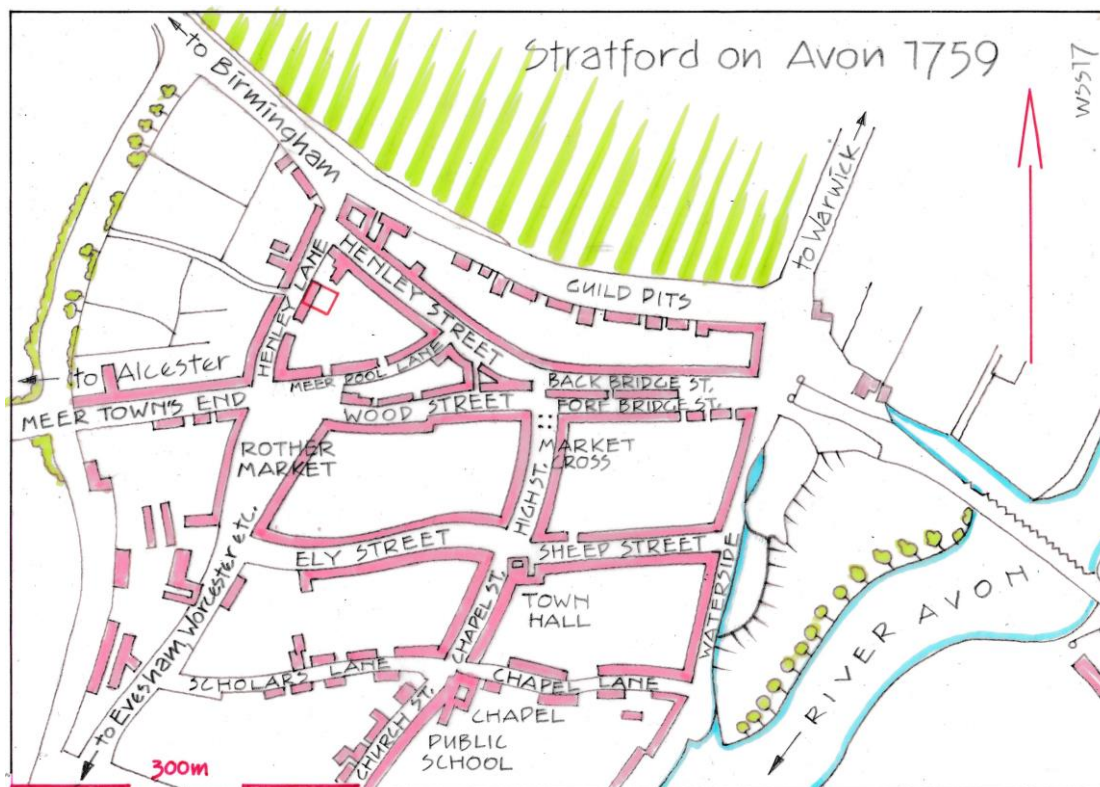 Stratford on Avon 1759
wss17
to Birmingham
to Warwick
GUILD PITS
HENLEY LANE
HENLEY STREET
to Alcester
MEER POOL LANE
BACK BRIDGE ST.
MEER TOWN'S END
WOOD STREET
FORE BRIDGE ST.
ROTHER
MARKET
MARKET
CROSS
HIGH ST.
ELY STREET
SHEEP STREET
WATERSIDE
to Evesham Worcester etc.
CHAPEL ST.
TOWN
HALL
RIVER AVON
SCHOLAR'S LANE
CHAPEL LANE
CHURCH ST.
CHAPEL
PUBLIC
SCHOOL
300m